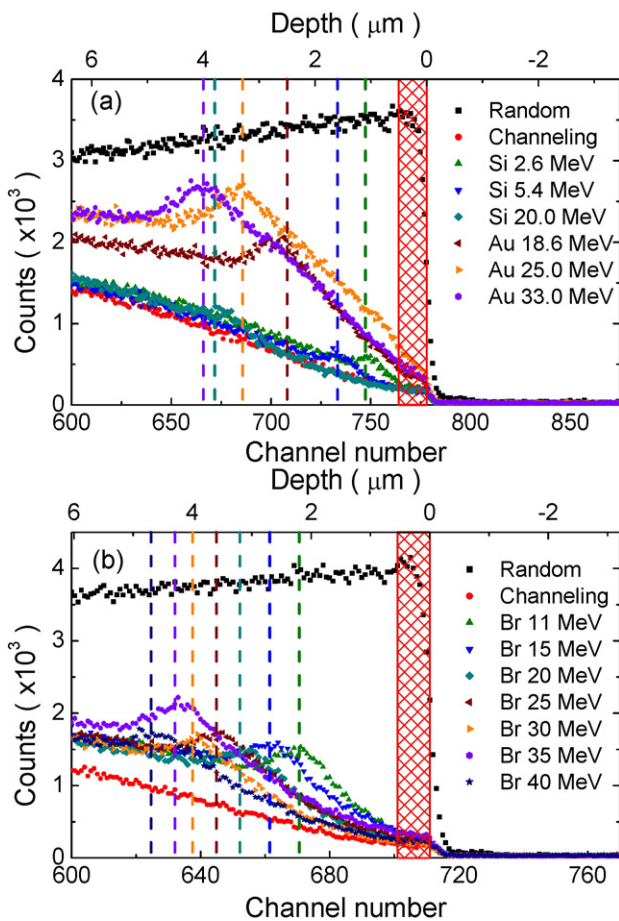 Depth ( μm)
6 4 2 0 -2
(a)
4
3
2
1
0
Counts ( x10³)
Random
Channeling
Si 2.6 MeV
Si 5.4 MeV
Si 20.0 MeV
Au 18.6 MeV
Au 25.0 MeV
Au 33.0 MeV
600 650 700 750 800 850
Channel number
Depth ( μm)
6 4 2 0 -2
(b)
4
3
2
1
0
Counts ( x10³)
Random
Channeling
Br 11 MeV
Br 15 MeV
Br 20 MeV
Br 25 MeV
Br 30 MeV
Br 35 MeV
Br 40 MeV
600 640 680 720 760
Channel number